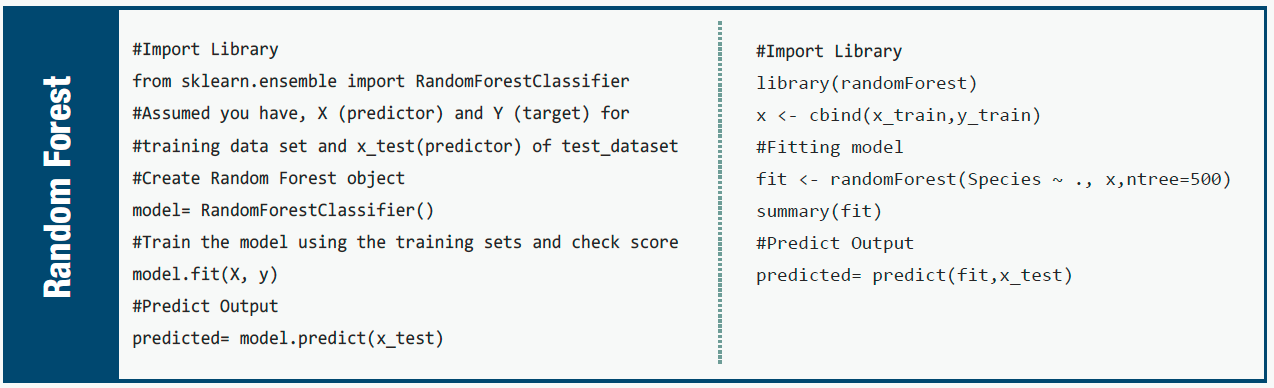 Random Forest
#Import Library
from sklearn.ensemble import RandomForestClassifier
#Assumed you have, X (predictor) and Y (target) for
#training data set and x_test(predictor) of test_dataset
#Create Random Forest object
model= RandomForestClassifier()
#Train the model using the training sets and check score
model.fit(X, y)
#Predict Output
predicted= model.predict(x_test)
#Import Library
library(randomForest)
x <- cbind(x_train,y_train)
#Fitting model
fit <- randomForest(Species ~ ., x,ntree=500)
summary(fit)
#Predict Output
predicted= predict(fit,x_test)